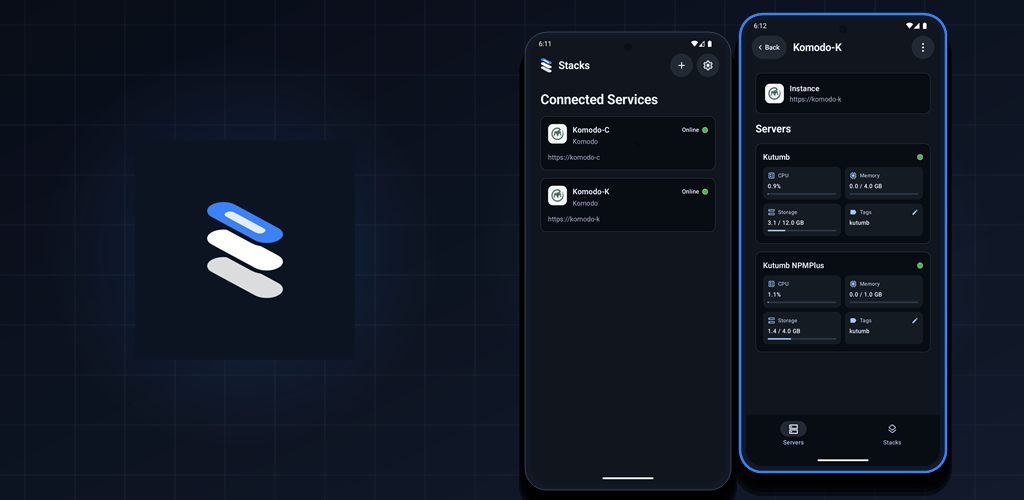 6:11
Stacks
Connected Services
Komodo-C
Online
Komodo
https://komodo-c
Komodo-K
Online
Komodo
https://komodo-k
6:12
Back
Komodo-K
Instance
https://komodo-k
Servers
Kutumb
CPU
0.9%
Memory
0.0 / 4.0 GB
Storage
3.1 / 12.0 GB
Tags
kutumb
Kutumb NPMPlus
CPU
1.1%
Memory
0.0 / 1.0 GB
Storage
1.4 / 4.0 GB
Tags
kutumb
Servers
Stacks